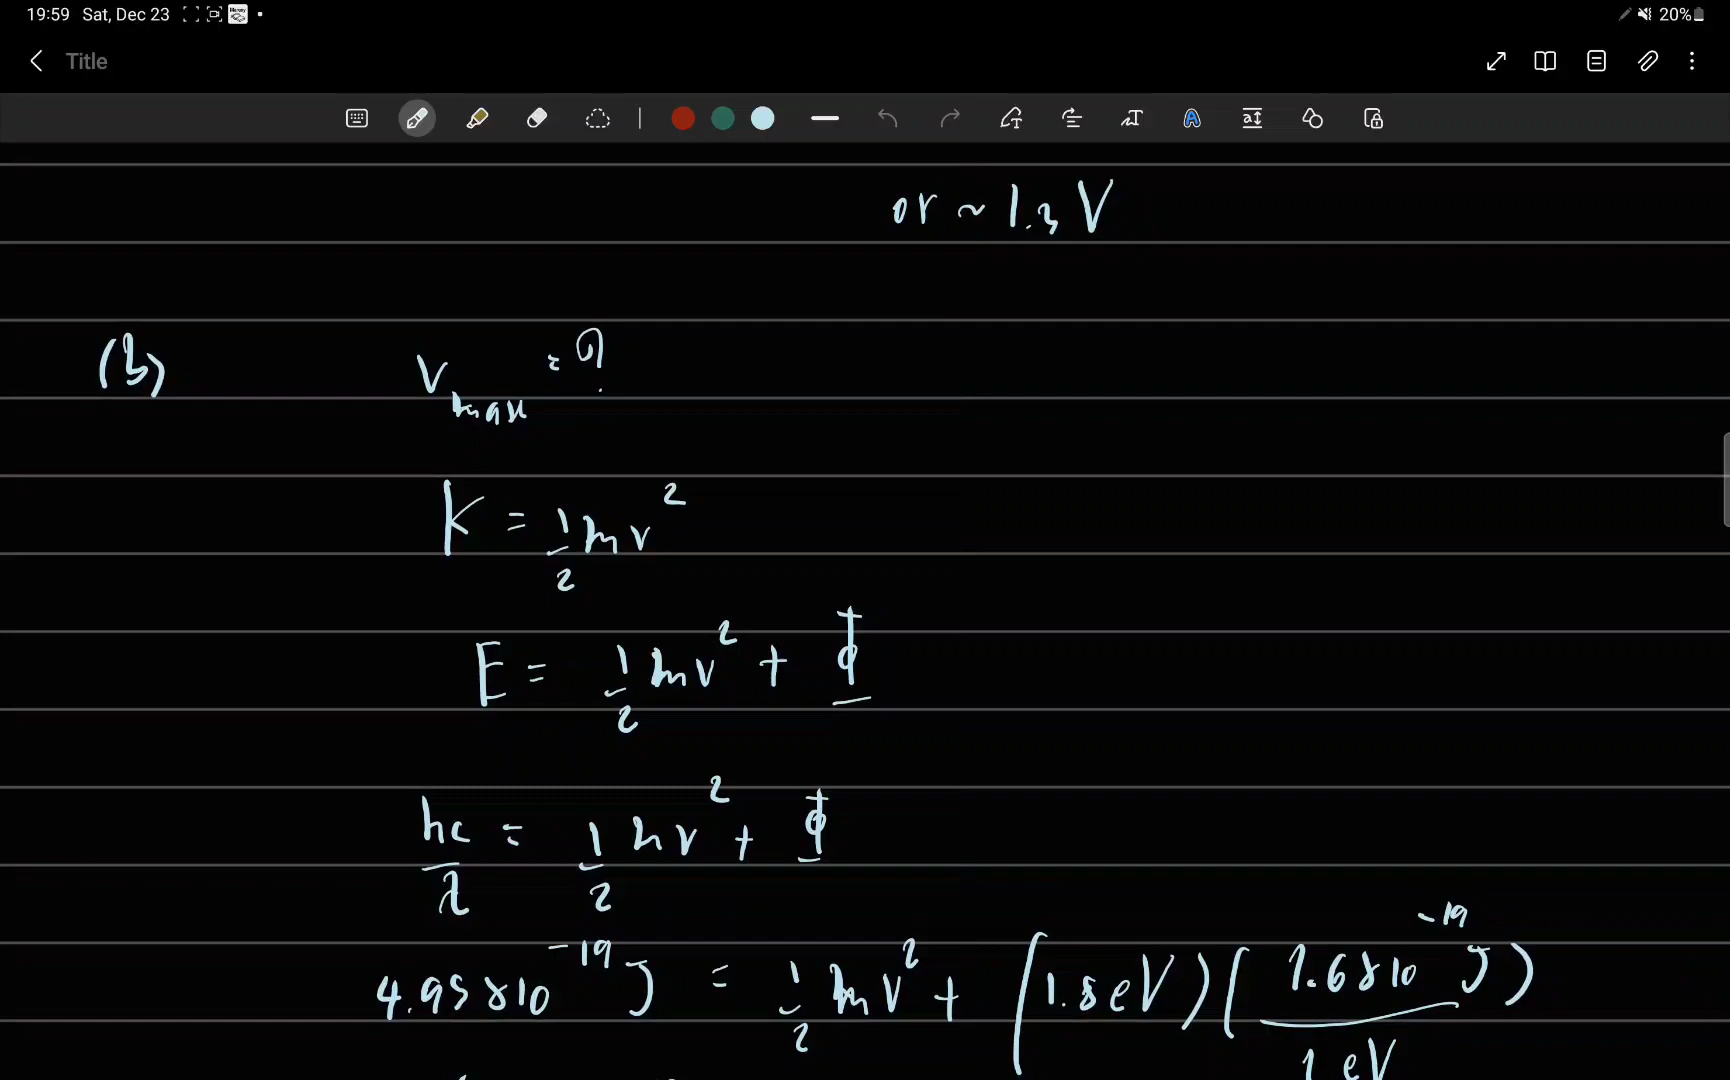 19:59 Sat, Dec 23
20%
Title
or ~ 1.3 V
(b) v_max = ?
K = 1/2 mv²
E = 1/2 mv² + Φ
hc/λ = 1/2 mv² + Φ
4.95 × 10⁻¹⁹ J = 1/2 mv² + (1.8 eV)(1.6 × 10⁻¹⁹ J / 1 eV)